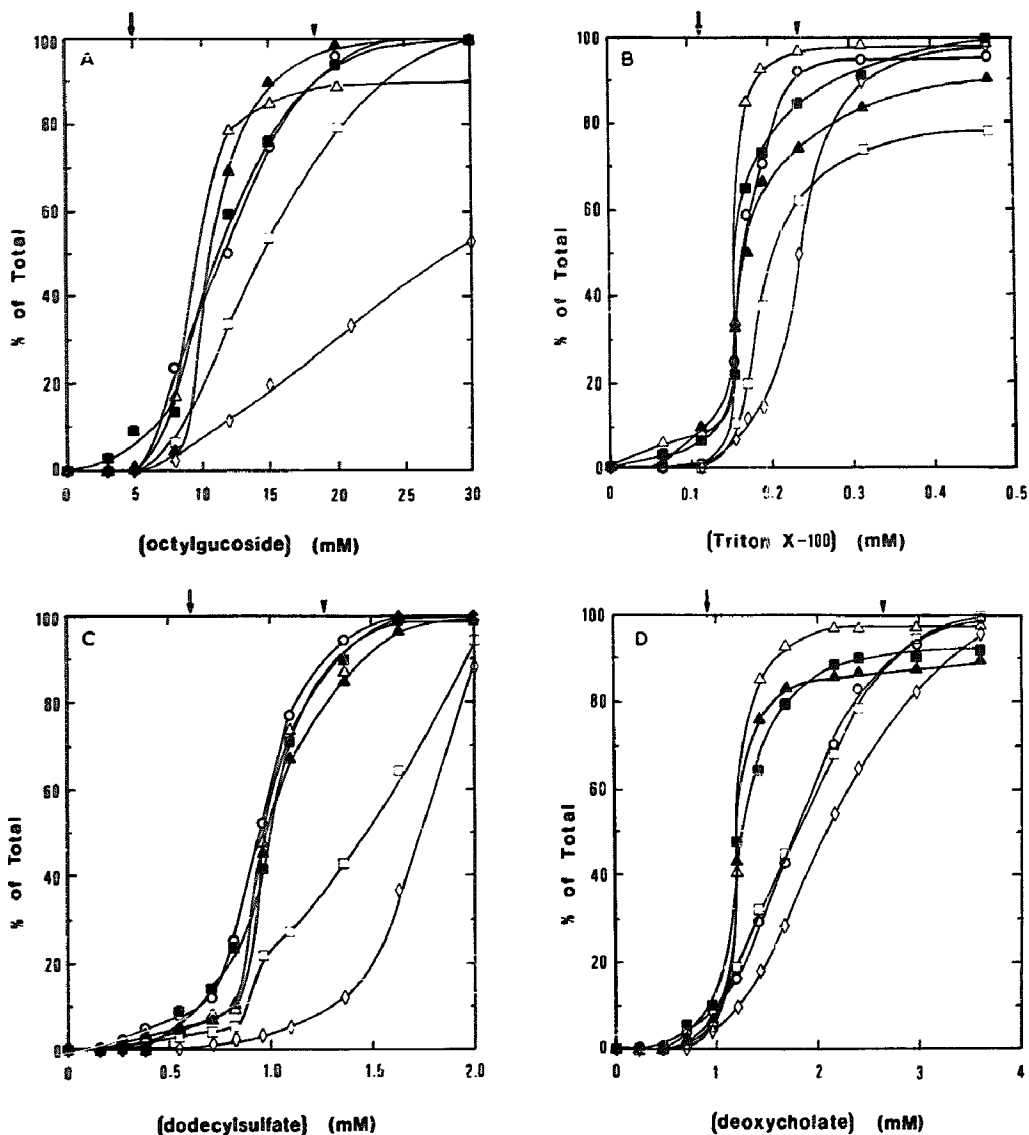 A
100
80
60
40
20
0
% of Total
0 5 10 15 20 25 30
[octylgucoside] (mM)
B
100
80
60
40
20
0
% of Total
0 0.1 0.2 0.3 0.4 0.5
[Triton X-100] (mM)
C
100
80
60
40
20
0
% of Total
0 0.5 1.0 1.5 2.0
[dodecylsulfate] (mM)
D
100
80
60
40
20
0
% of Total
0 1 2 3 4
[deoxycholate] (mM)